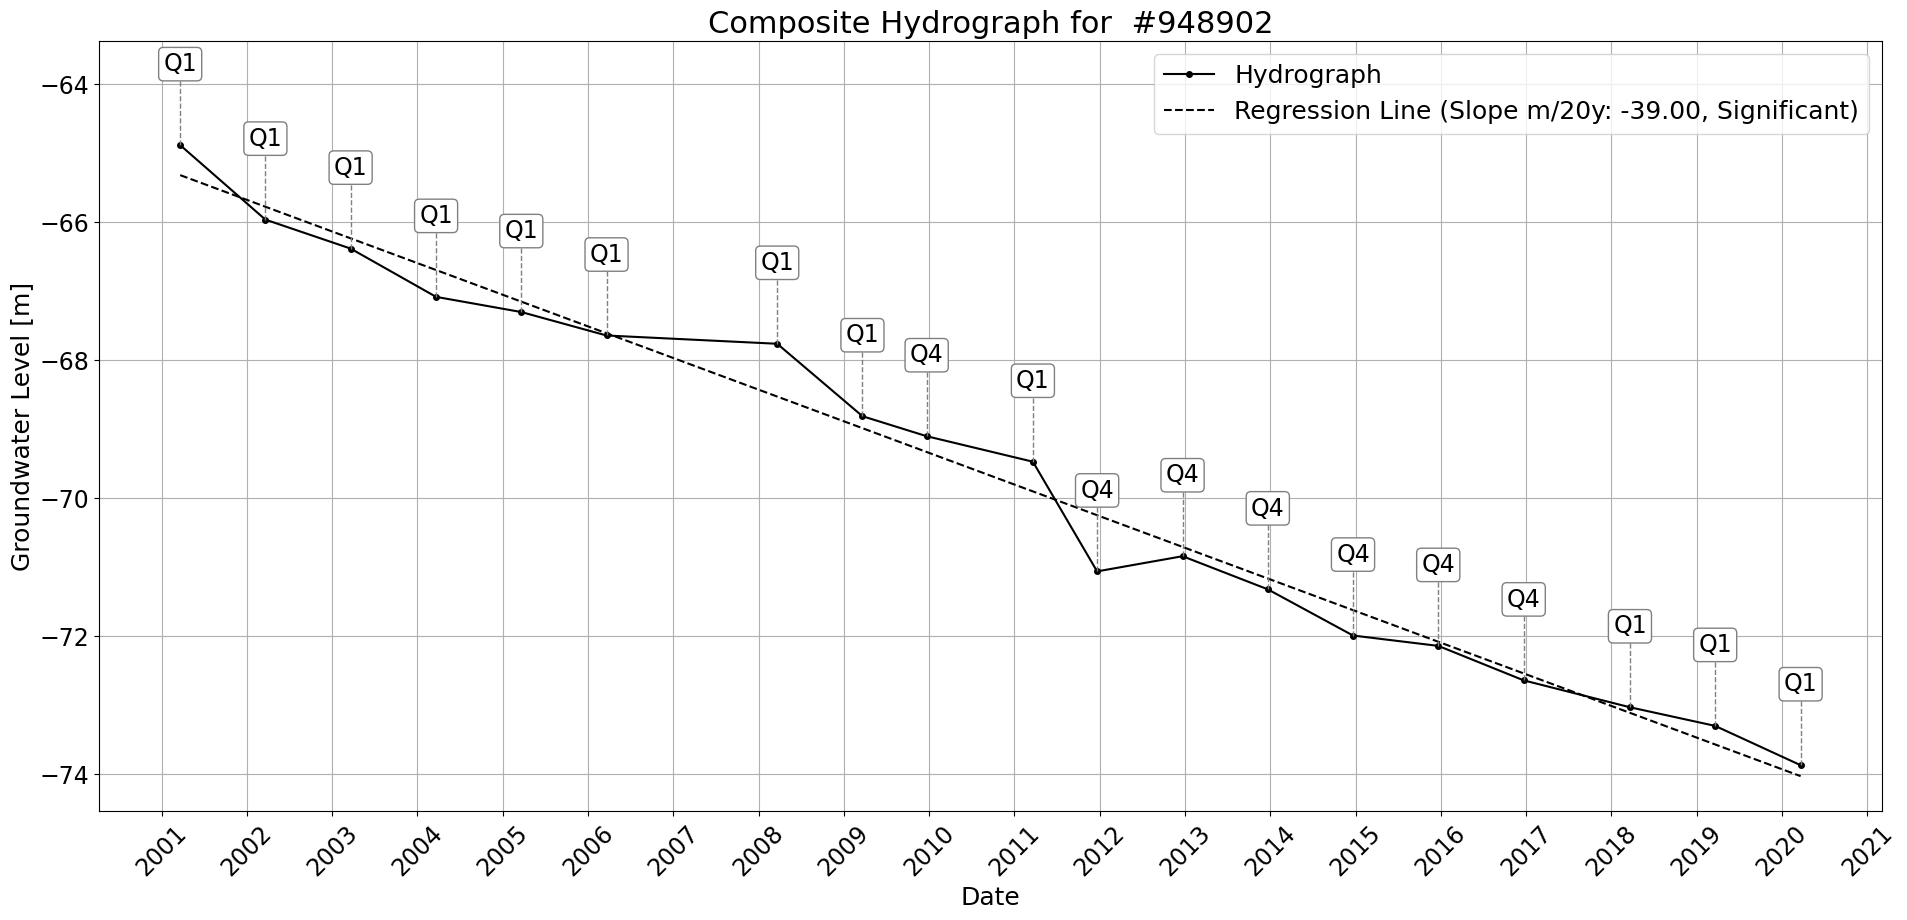 Composite Hydrograph for  #948902
Hydrograph
Regression Line (Slope m/20y: -39.00, Significant)
Q1
Q1
Q1
Q1
Q1
Q1
Q1
Q1
Q4
Q1
Q4
Q4
Q4
Q4
Q4
Q4
Q1
Q1
Q1
Groundwater Level [m]
−64
−66
−68
−70
−72
−74
2001
2002
2003
2004
2005
2006
2007
2008
2009
2010
2011
2012
2013
2014
2015
2016
2017
2018
2019
2020
2021
Date